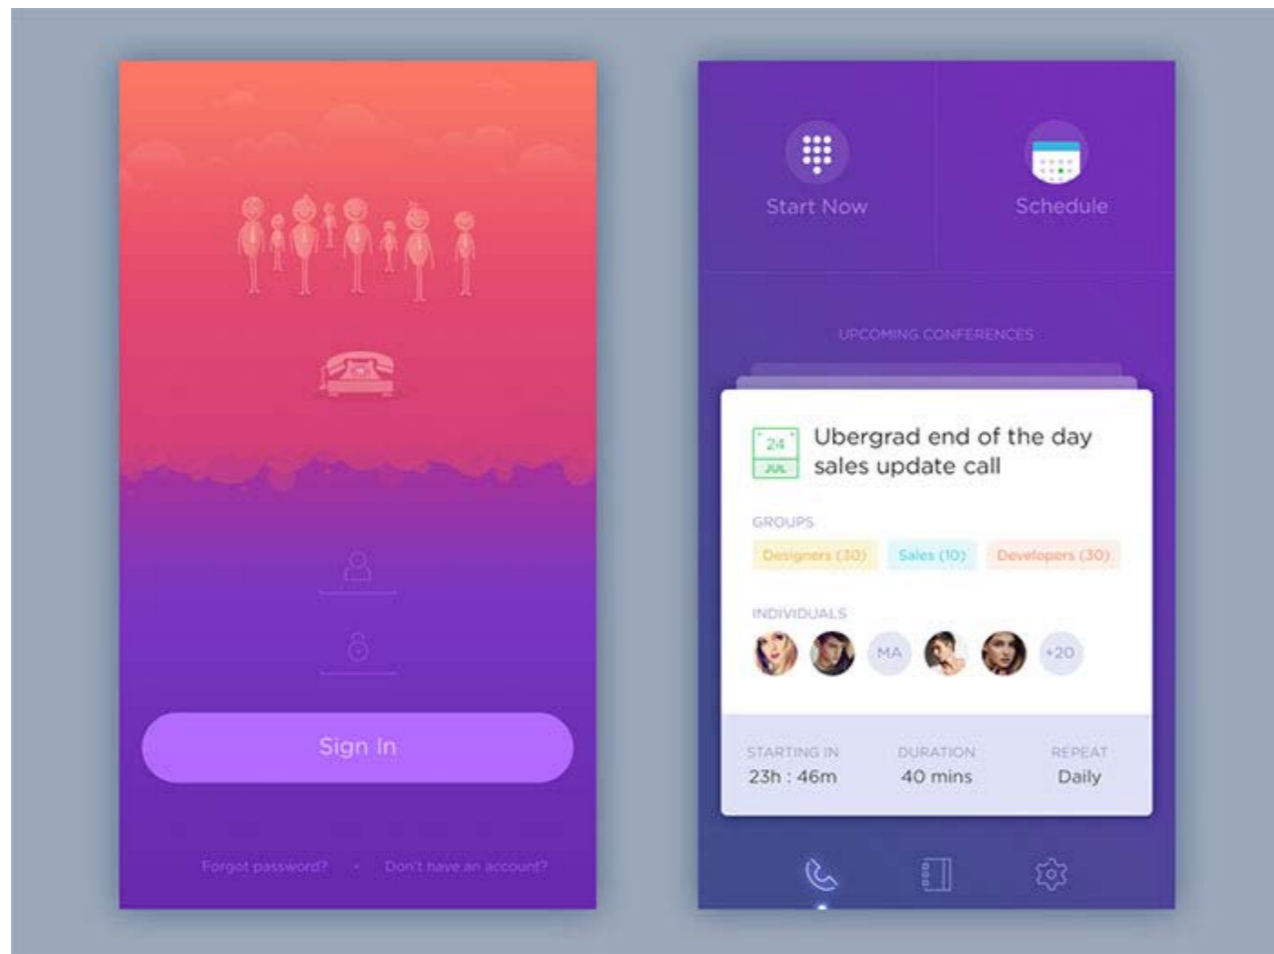 Sign In
Forgot password? • Don't have an account?
Start Now
Schedule
UPCOMING CONFERENCES
24
JUL
Ubergrad end of the day
sales update call
GROUPS
Designers (30) Sales (10) Developers (30)
INDIVIDUALS
MA +20
STARTING IN DURATION REPEAT
23h : 46m 40 mins Daily